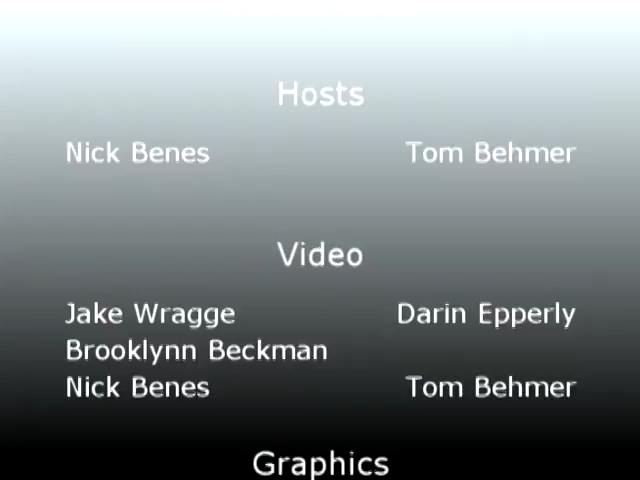 Hosts
Nick Benes Tom Behmer
Video
Jake Wragge Darin Epperly
Brooklynn Beckman
Nick Benes Tom Behmer
Graphics